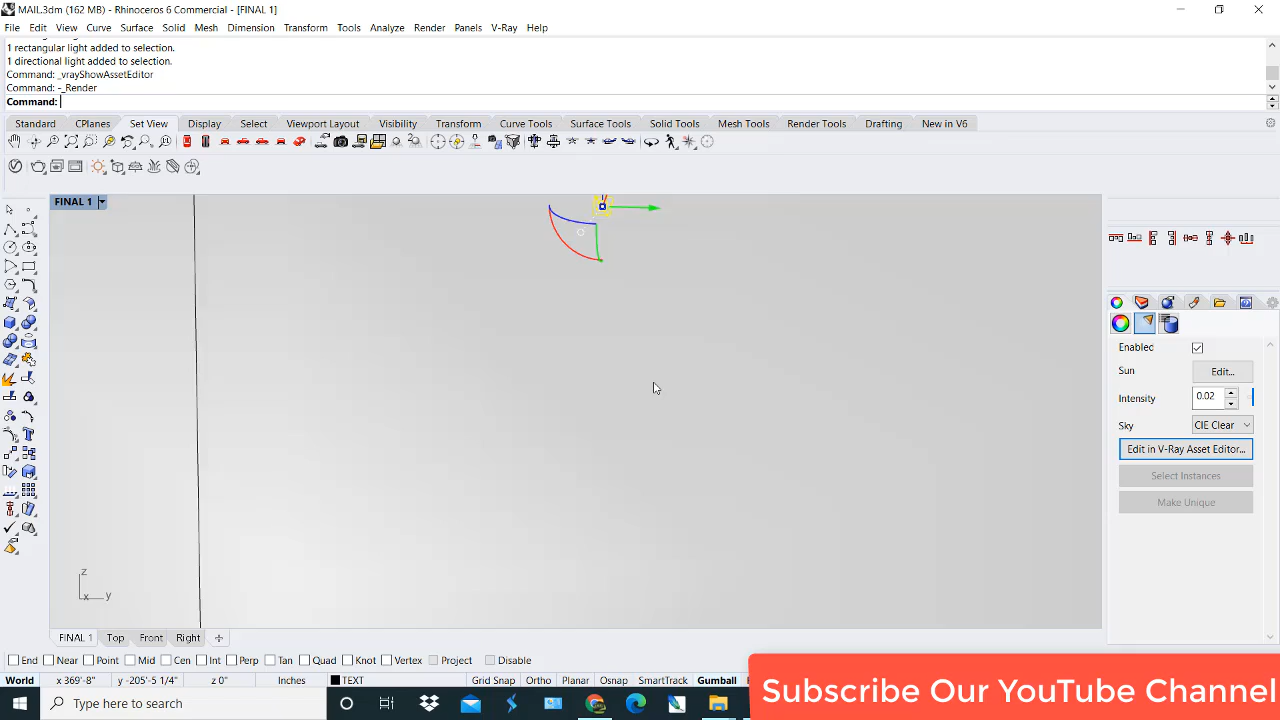 MAIL.3dm (162 MB) - Rhinoceros 6 Commercial - [FINAL 1]
File Edit View Curve Surface Solid Mesh Dimension Transform Tools Analyze Render Panels V-Ray Help
1 rectangular light added to selection.
1 directional light added to selection.
Command: _vrayShowAssetEditor
Command: -_Render
Command:
Standard CPlanes Set View Display Select Viewport Layout Visibility Transform Curve Tools Surface Tools Solid Tools Mesh Tools Render Tools Drafting New in V6
FINAL 1
Enabled
Sun Edit...
Intensity 0.02
Sky CIE Clear
Edit in V-Ray Asset Editor...
Select Instances
Make Unique
z
x y
FINAL 1 Top Front Right
End Near Point Mid Cen Int Perp Tan Quad Knot Vertex Project Disable
World x 369'-8" y -205'-5 1/4" z 0" Inches TEXT Grid Snap Ortho Planar Osnap SmartTrack Gumball
Type here to search
Subscribe Our YouTube Channel